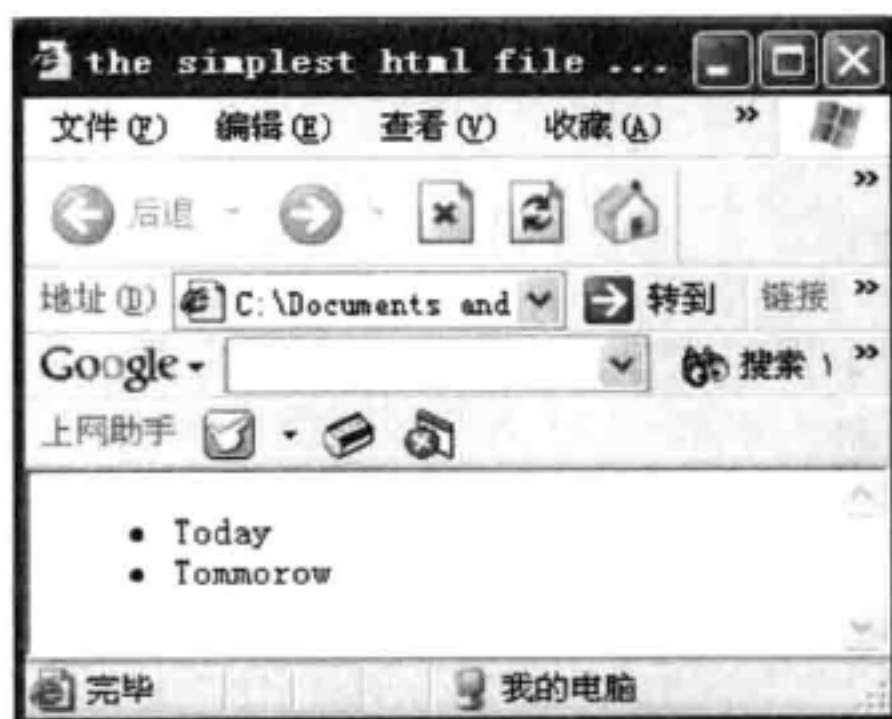 the simplest html file ...
文件(F) 编辑(E) 查看(V) 收藏(A) »
后退 »
地址(D) C:\Documents and 转到 链接 »
Google 搜索 »
上网助手
• Today
• Tommorow
完毕 我的电脑